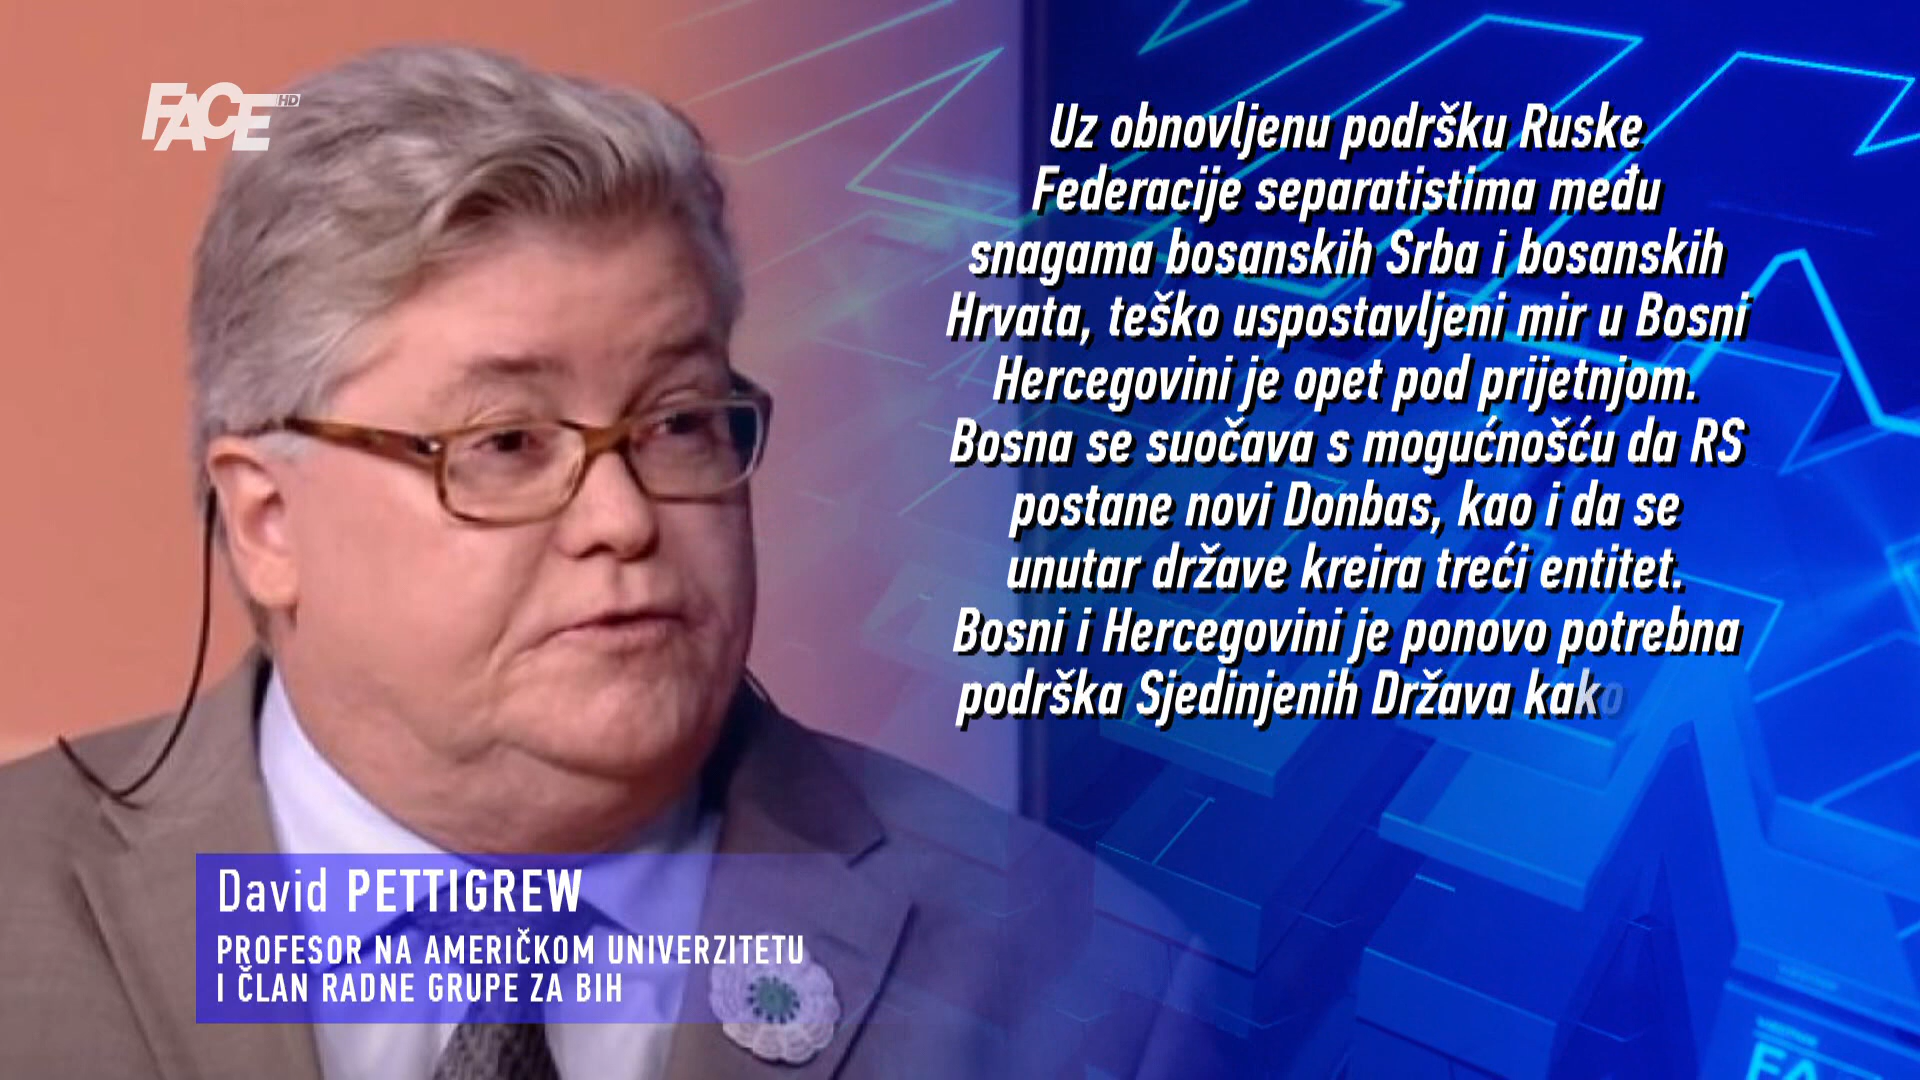 FACE HD
Uz obnovljenu podršku Ruske
Federacije separatistima među
snagama bosanskih Srba i bosanskih
Hrvata, teško uspostavljeni mir u Bosni
Hercegovini je opet pod prijetnjom.
Bosna se suočava s mogućnošću da RS
postane novi Donbas, kao i da se
unutar države kreira treći entitet.
Bosni i Hercegovini je ponovo potrebna
podrška Sjedinjenih Država kako
David PETTIGREW
PROFESOR NA AMERIČKOM UNIVERZITETU
I ČLAN RADNE GRUPE ZA BIH